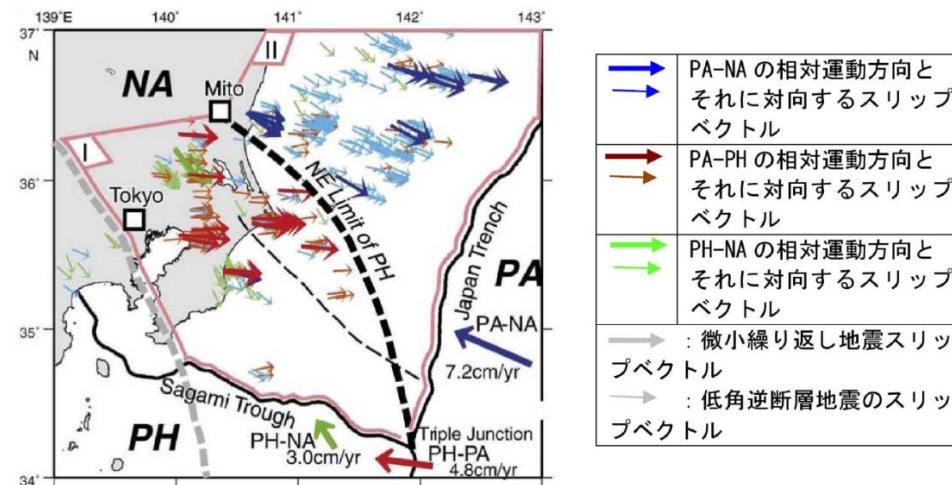 139°E 140° 141° 142° 143°
37°
N
II
NA
Mito
I
36°
Tokyo
NE Limit of PH
Japan Trench
PA
35°
PA-NA
7.2cm/yr
Sagami Trough
PH
PH-NA
3.0cm/yr
Triple Junction
PH-PA
4.8cm/yr
34°
PA-NA の相対運動方向と
それに対向するスリップ
ベクトル
PA-PH の相対運動方向と
それに対向するスリップ
ベクトル
PH-NA の相対運動方向と
それに対向するスリップ
ベクトル
：微小繰り返し地震スリッ
プベクトル
：低角逆断層地震のスリッ
プベクトル